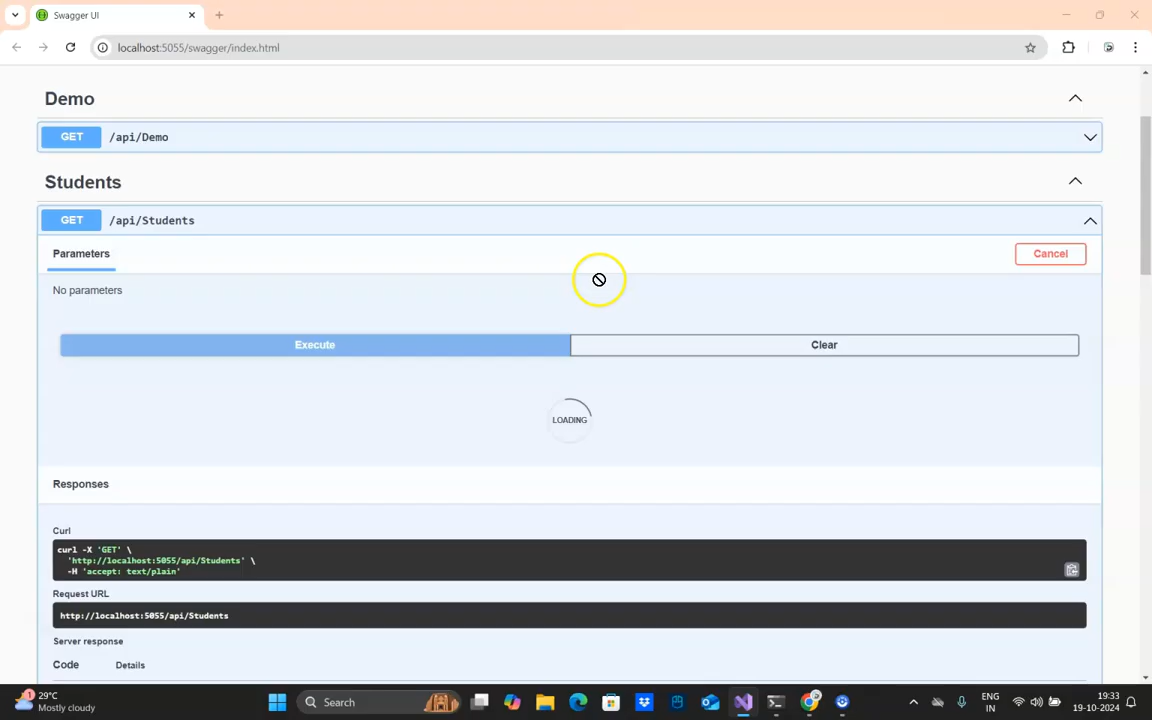 Swagger UI
localhost:5055/swagger/index.html
Demo
GET /api/Demo
Students
GET /api/Students
Parameters
Cancel
No parameters
Execute
Clear
LOADING
Responses
Curl
curl -X 'GET' \
'http://localhost:5055/api/Students' \
-H 'accept: text/plain'
Request URL
http://localhost:5055/api/Students
Server response
Code Details
1
29°C
Mostly cloudy
Search
ENG
IN
19:33
19-10-2024